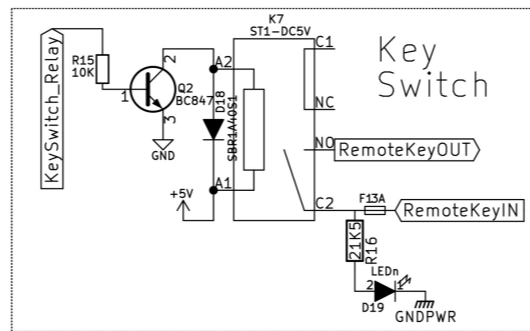 K7
ST1-DC5V
Key
Switch
KeySwitch_Relay
R15
10K
1
2
3
Q2
BC847
GND
A2
D18
SBR1A40S1
A1
+5V
C1
NC
NO
RemoteKeyOUT
C2
F13A
RemoteKeyIN
21K5
R16
LEDn
2
1
D19
GNDPWR